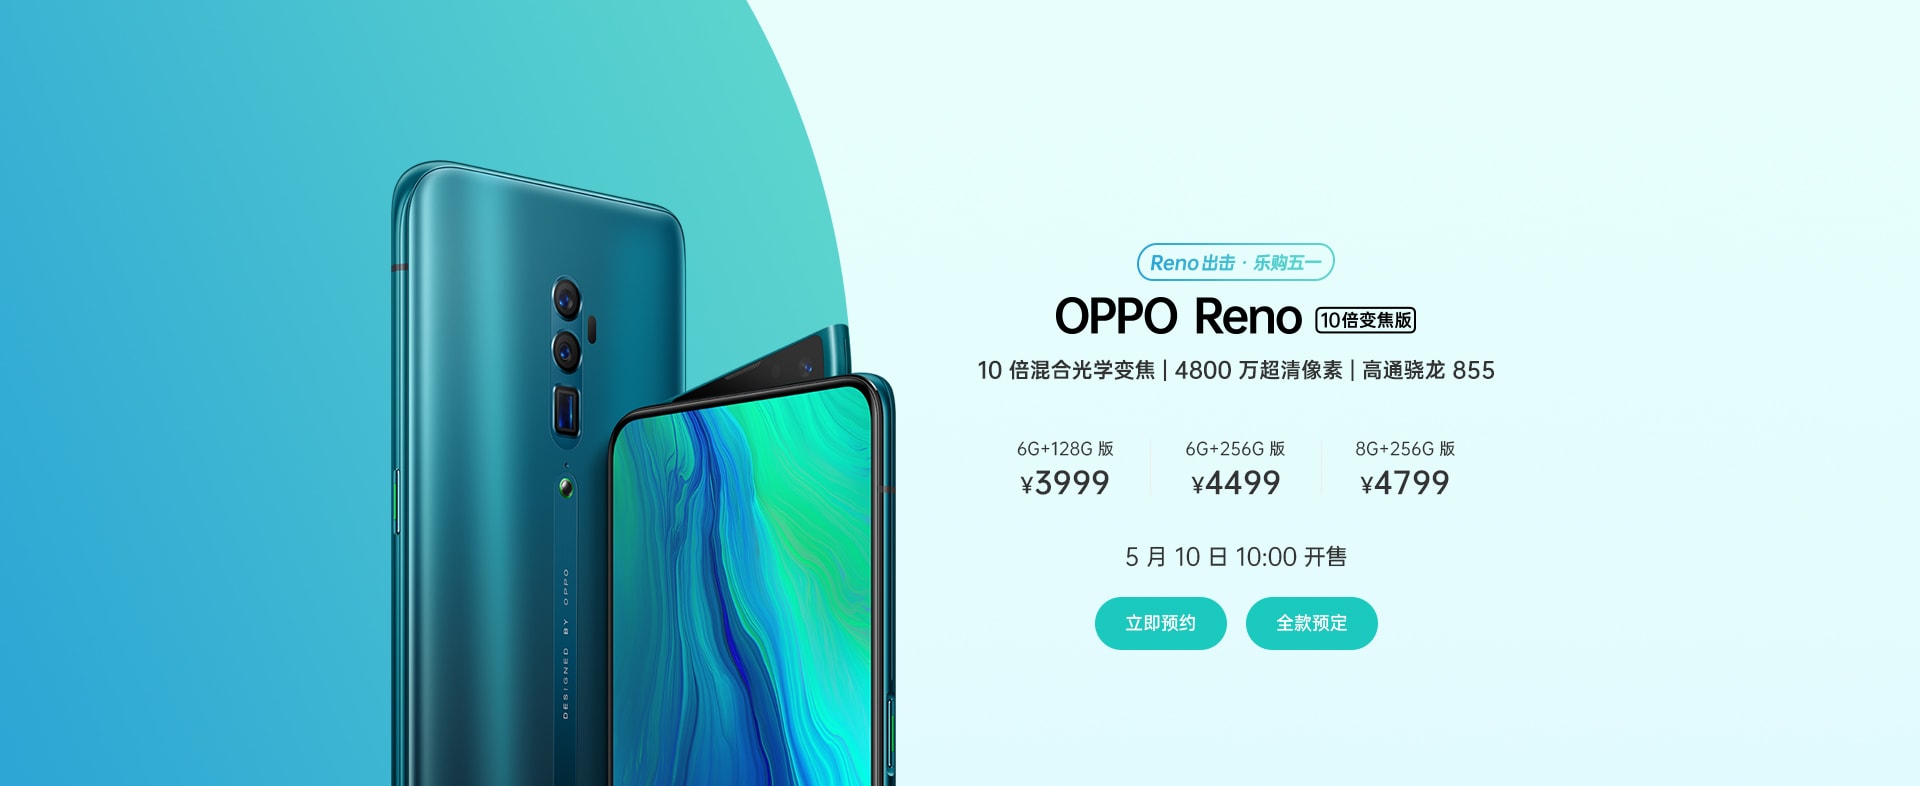 DESIGNED BY OPPO
Reno出击·乐购五一
OPPO Reno 10倍变焦版
10 倍混合光学变焦 | 4800 万超清像素 | 高通骁龙 855
6G+128G 版 6G+256G 版 8G+256G 版
¥3999 ¥4499 ¥4799
5 月 10 日 10:00 开售
立即预约 全款预定